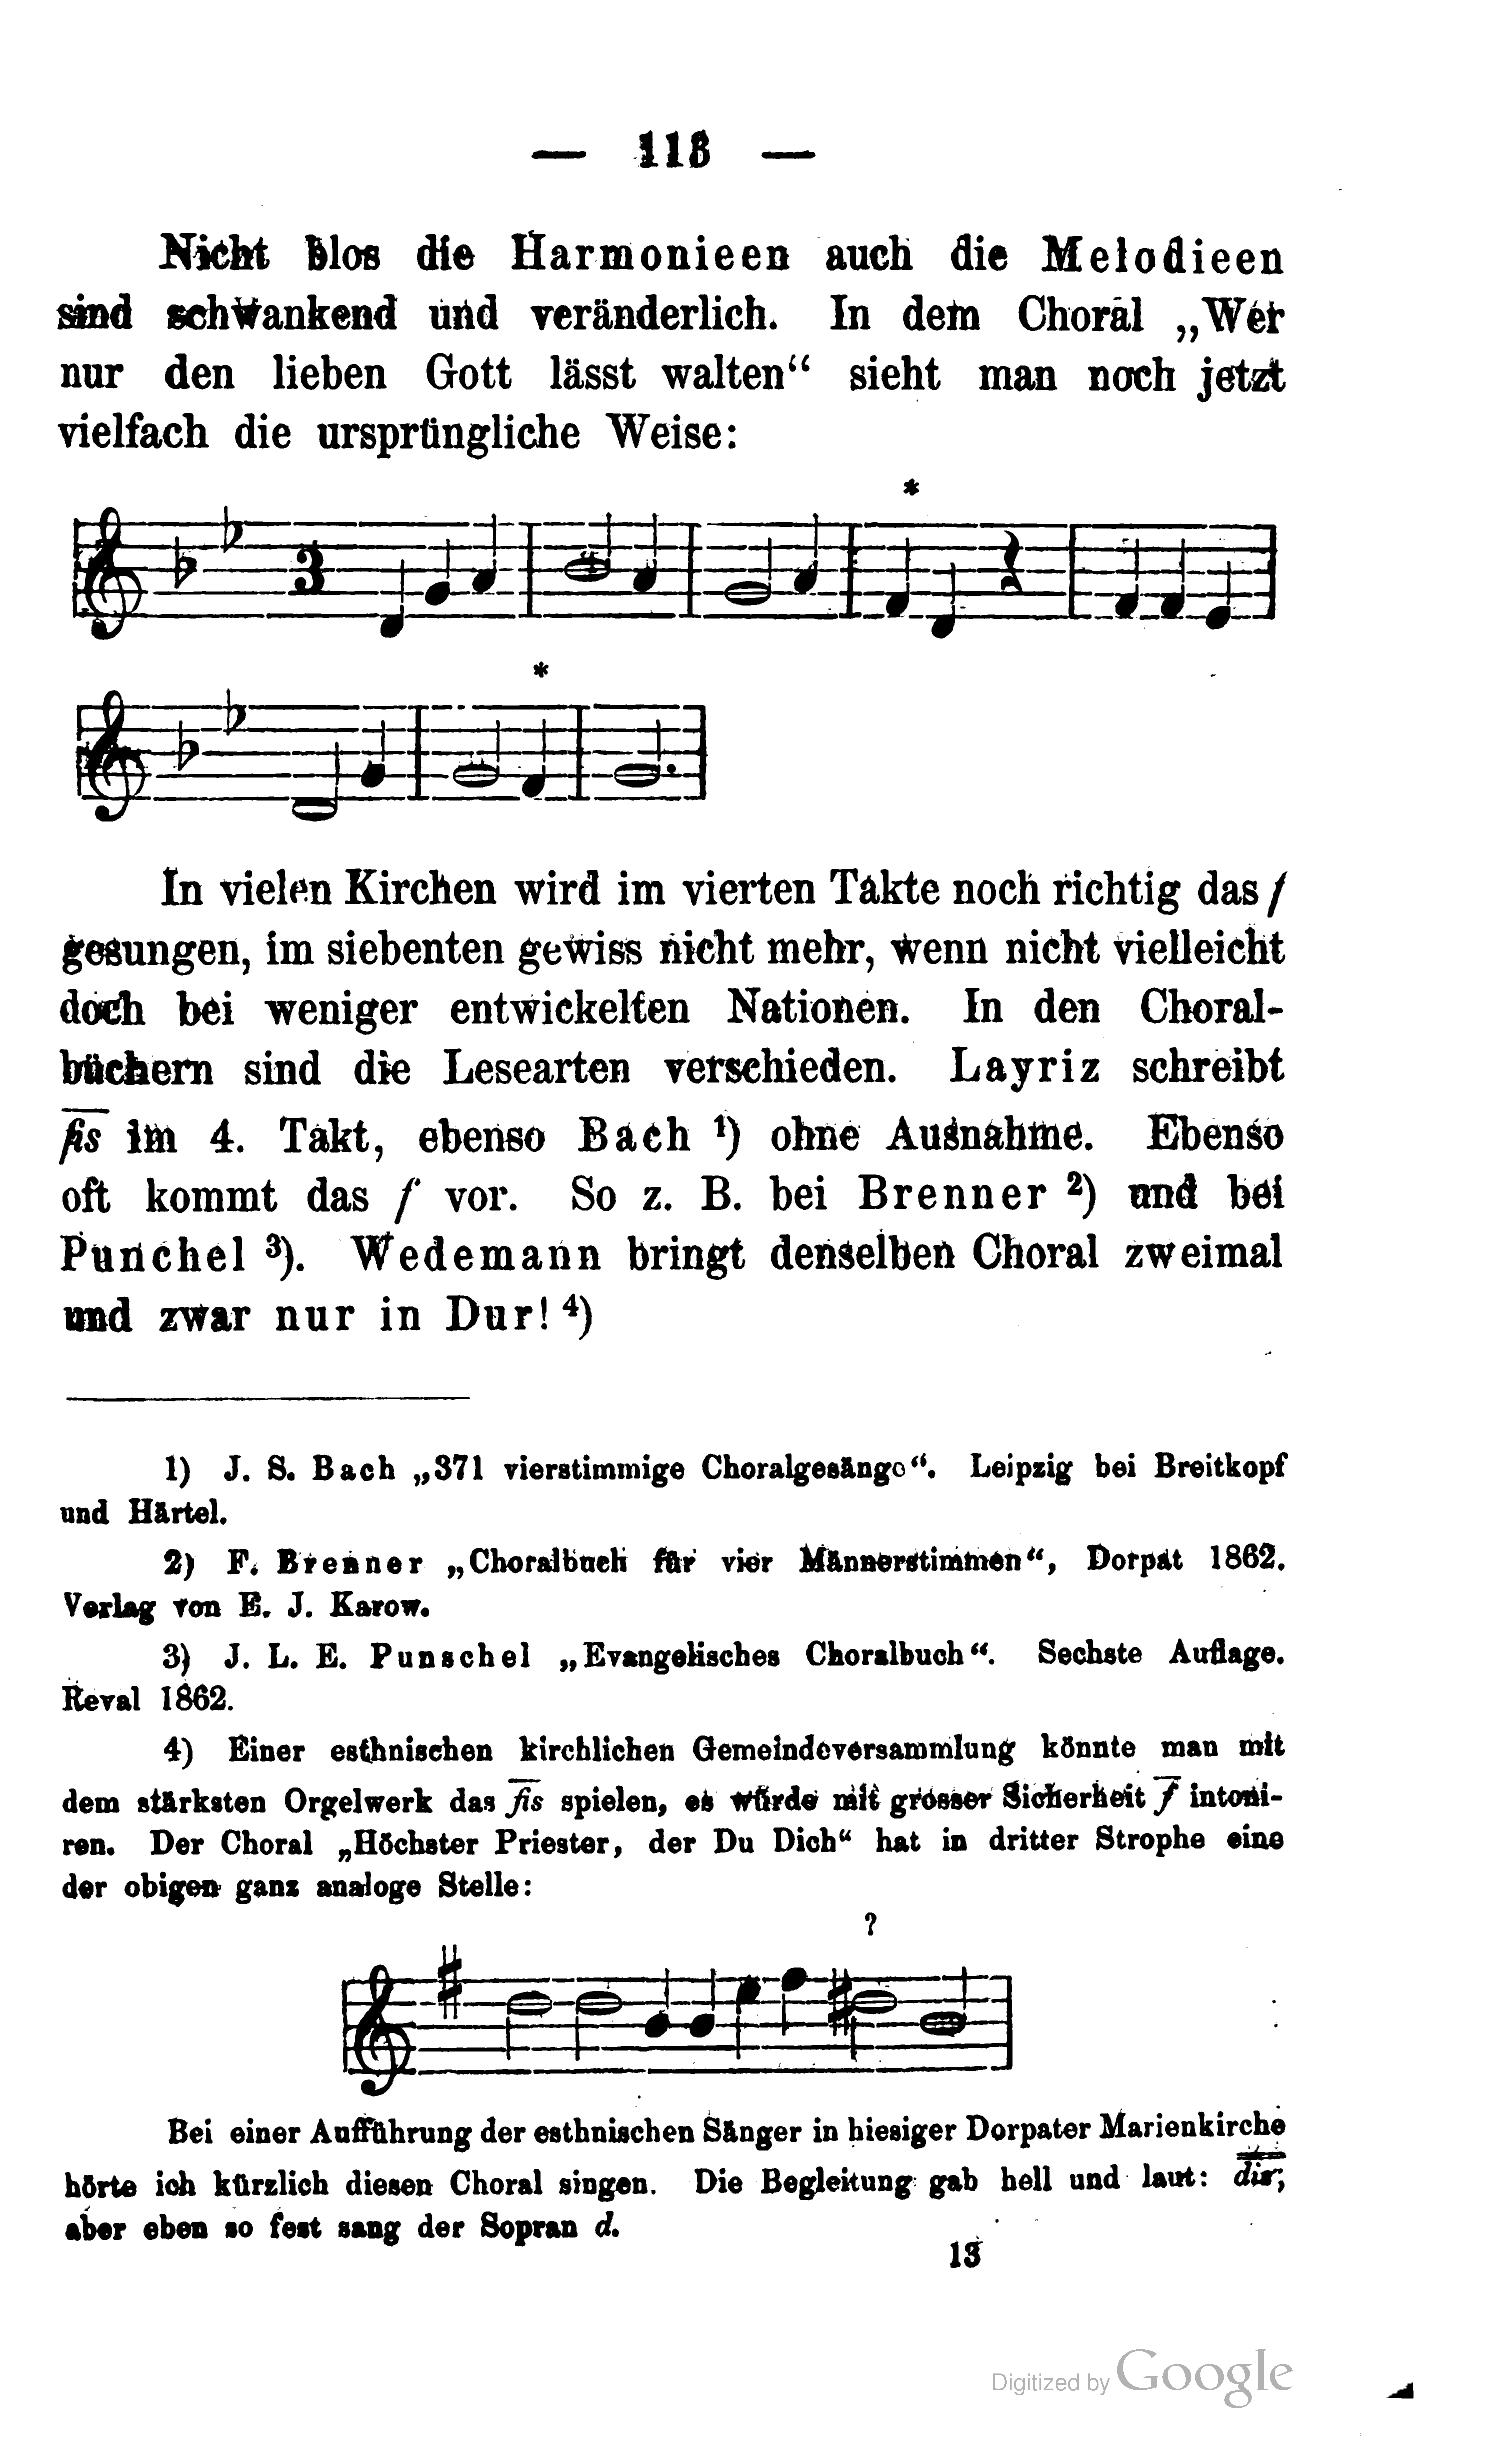 — 113 —
Nicht blos die Harmonieen auch die Melodieen
sind schwankend und veränderlich. In dem Choral „Wer
nur den lieben Gott lässt walten“ sieht man noch jetzt
vielfach die ursprüngliche Weise:
*
3
*
In vielen Kirchen wird im vierten Takte noch richtig das f
gesungen, im siebenten gewiss nicht mehr, wenn nicht vielleicht
doch bei weniger entwickelten Nationen. In den Choral-
büchern sind die Lesearten verschieden. Layriz schreibt
fis im 4. Takt, ebenso Bach ¹) ohne Ausnahme. Ebenso
oft kommt das f vor. So z. B. bei Brenner ²) und bei
Punchel ³). Wedemann bringt denselben Choral zweimal
und zwar nur in Dur! ⁴)
1) J. S. Bach „371 vierstimmige Choralgesänge“. Leipzig bei Breitkopf
und Härtel.
2) F. Brenner „Choralbuch für vier Männerstimmen“, Dorpat 1862.
Verlag von E. J. Karow.
3) J. L. E. Punschel „Evangelisches Choralbuch“. Sechste Auflage.
Reval 1862.
4) Einer esthnischen kirchlichen Gemeindeversammlung könnte man mit
dem stärksten Orgelwerk das fis spielen, es würde mit grosser Sicherheit f intoni-
ren. Der Choral „Höchster Priester, der Du Dich“ hat in dritter Strophe eine
der obigen ganz analoge Stelle:
?
Bei einer Aufführung der esthnischen Sänger in hiesiger Dorpater Marienkirche
hörte ich kürzlich diesen Choral singen. Die Begleitung gab hell und laut: dis,
aber eben so fest sang der Sopran d.
13
Digitized by Google